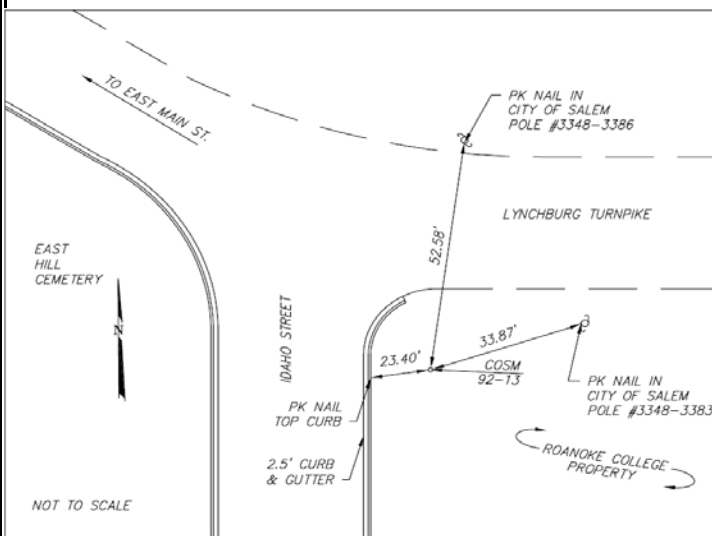 TO EAST MAIN ST.
PK NAIL IN
CITY OF SALEM
POLE #3348-3386
LYNCHBURG TURNPIKE
EAST
HILL
CEMETERY
52.58'
N
IDAHO STREET
33.87'
23.40'
COSM
92-13
PK NAIL
TOP CURB
PK NAIL IN
CITY OF SALEM
POLE #3348-3383
2.5' CURB
& GUTTER
ROANOKE COLLEGE
PROPERTY
NOT TO SCALE